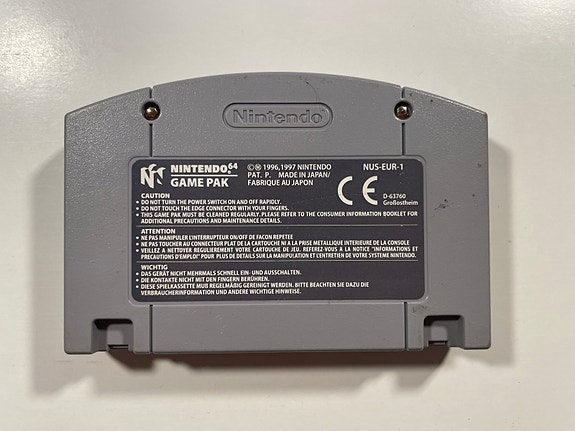 Nintendo
NINTENDO64
GAME PAK
©Ⓜ 1996,1997 NINTENDO
PAT. P. MADE IN JAPAN/
FABRIQUE AU JAPON
NUS-EUR-1
CE
D-63760
Großostheim
CAUTION
• DO NOT TURN THE POWER SWITCH ON AND OFF RAPIDLY.
• DO NOT TOUCH THE EDGE CONNECTOR WITH YOUR FINGERS.
• THIS GAME PAK MUST BE CLEANED REGULARLY. PLEASE REFER TO THE CONSUMER INFORMATION BOOKLET FOR
ADDITIONAL PRECAUTIONS AND MAINTENANCE DETAILS.
ATTENTION
• NE PAS MANIPULER L'INTERRUPTEUR ON/OFF DE FACON REPETEE
• NE PAS TOUCHER AU CONNECTEUR PLAT DE LA CARTOUCHE NI A LA PRISE METALLIQUE INTERIEURE DE LA CONSOLE
• VEILLEZ A NETTOYER REGULIEREMENT VOTRE CARTOUCHE DE JEU. REFEREZ-VOUS A LA NOTICE "INFORMATIONS ET
PRECAUTIONS D'EMPLOI" POUR PLUS DE DETAILS SUR LA MANIPULATION ET L'ENTRETIEN DE VOTRE SYSTEME NINTENDO.
WICHTIG
• DAS GERÄT NICHT MEHRMALS SCHNELL EIN- UND AUSSCHALTEN.
• DIE KONTAKTE NICHT MIT DEN FINGERN BERÜHREN.
• DIESE SPIELKASSETTE MUß REGELMÄßIG GEREINIGT WERDEN. BITTE BEACHTEN SIE DAZU DIE
VERBRAUCHERINFORMATION UND ANDERE WICHTIGE HINWEISE.